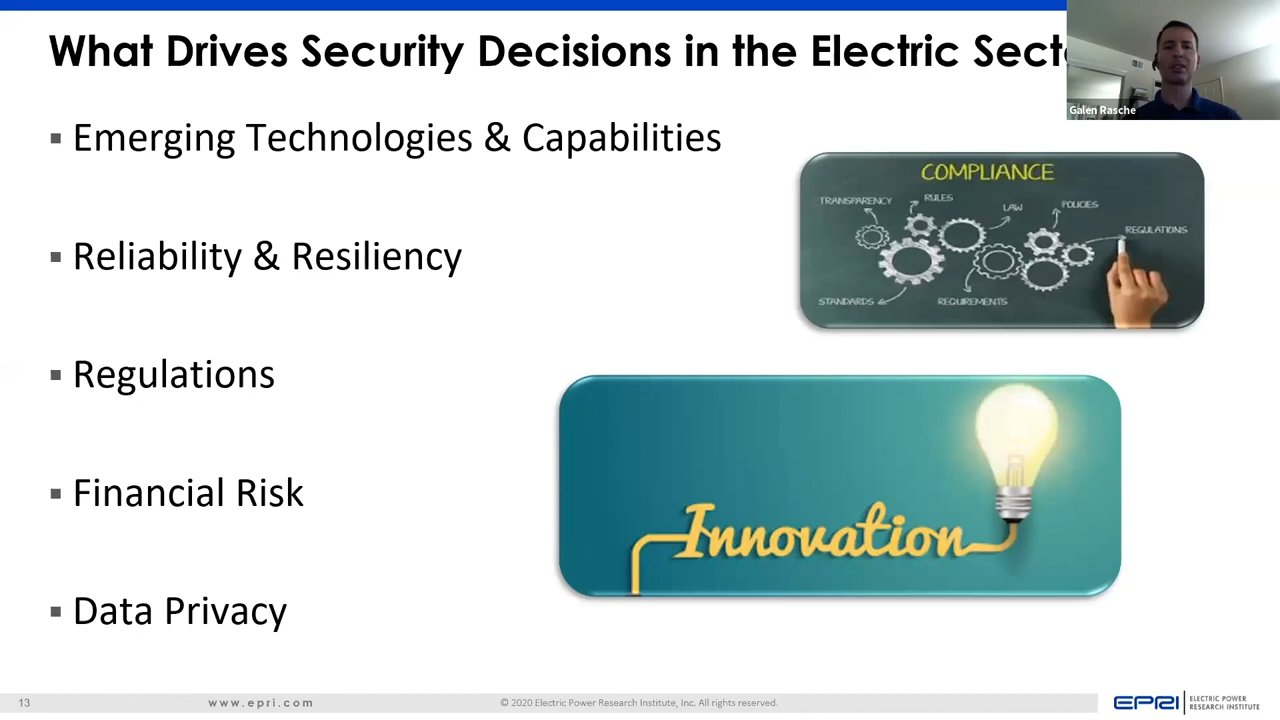 What Drives Security Decisions in the Electric Sect
Galen Rasche
▪ Emerging Technologies & Capabilities
▪ Reliability & Resiliency
▪ Regulations
▪ Financial Risk
▪ Data Privacy
COMPLIANCE
TRANSPARENCY
RULES
LAW
POLICIES
REGULATIONS
STANDARDS
REQUIREMENTS
Innovation
13
www.epri.com
© 2020 Electric Power Research Institute, Inc. All rights reserved.
EPRI
ELECTRIC POWER
RESEARCH INSTITUTE